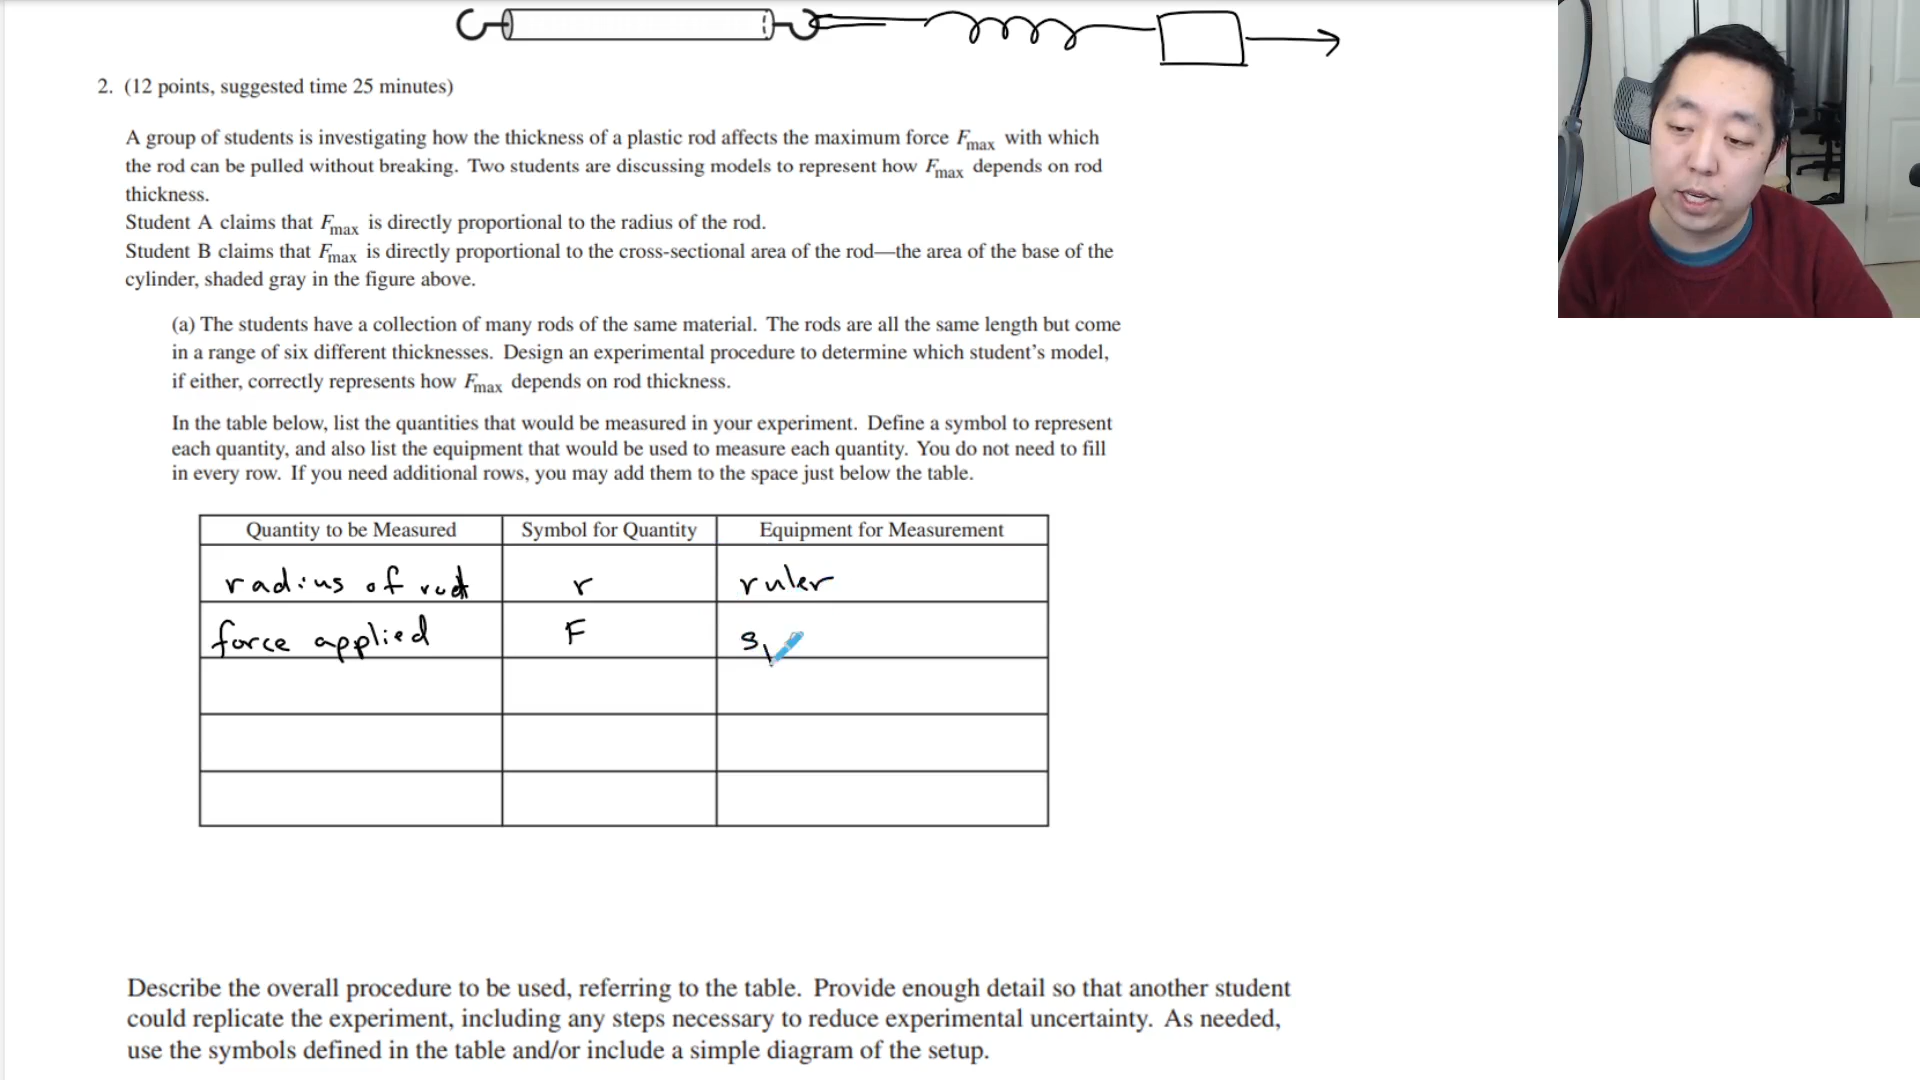 2. (12 points, suggested time 25 minutes)
A group of students is investigating how the thickness of a plastic rod affects the maximum force Fmax with which
the rod can be pulled without breaking. Two students are discussing models to represent how Fmax depends on rod
thickness.
Student A claims that Fmax is directly proportional to the radius of the rod.
Student B claims that Fmax is directly proportional to the cross-sectional area of the rod—the area of the base of the
cylinder, shaded gray in the figure above.
(a) The students have a collection of many rods of the same material. The rods are all the same length but come
in a range of six different thicknesses. Design an experimental procedure to determine which student's model,
if either, correctly represents how Fmax depends on rod thickness.
In the table below, list the quantities that would be measured in your experiment. Define a symbol to represent
each quantity, and also list the equipment that would be used to measure each quantity. You do not need to fill
in every row. If you need additional rows, you may add them to the space just below the table.
Quantity to be Measured Symbol for Quantity Equipment for Measurement
radius of rod r ruler
force applied F s
Describe the overall procedure to be used, referring to the table. Provide enough detail so that another student
could replicate the experiment, including any steps necessary to reduce experimental uncertainty. As needed,
use the symbols defined in the table and/or include a simple diagram of the setup.